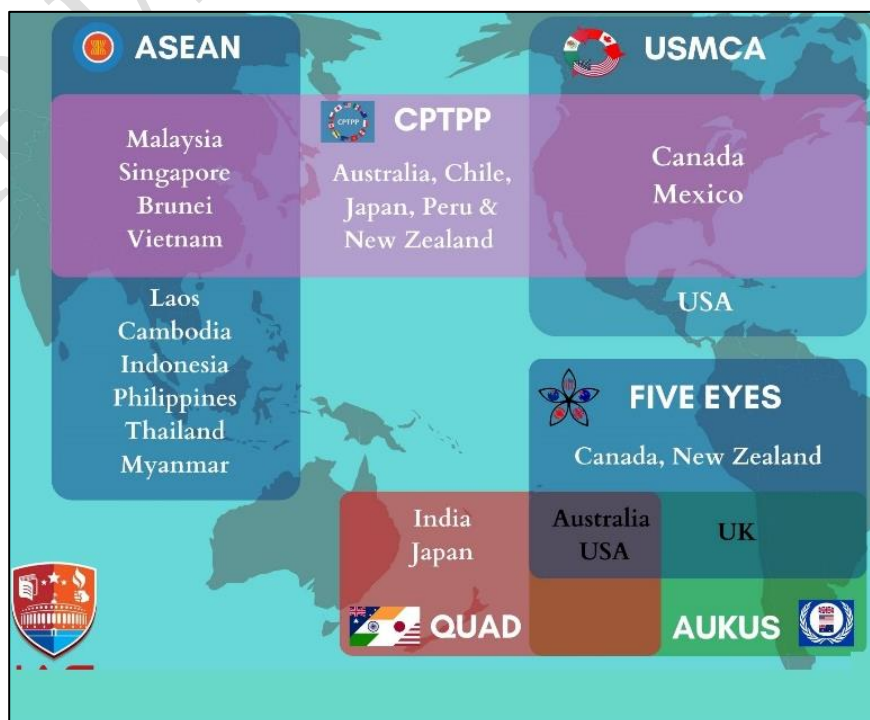 ASEAN
Malaysia
Singapore
Brunei
Vietnam
Laos
Cambodia
Indonesia
Philippines
Thailand
Myanmar
CPTPP
CPTPP
Australia, Chile,
Japan, Peru &
New Zealand
USMCA
Canada
Mexico
USA
FIVE EYES
Canada, New Zealand
India
Japan
Australia
USA
UK
QUAD
AUKUS